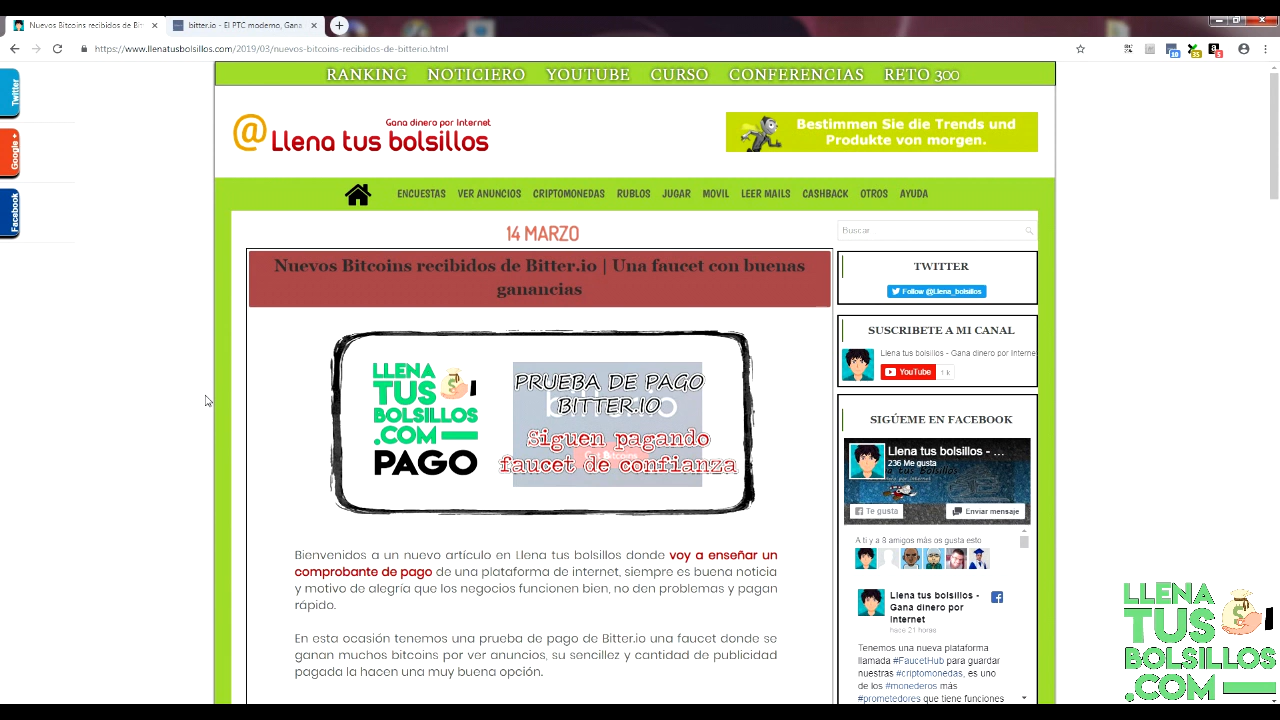 Nuevos Bitcoins recibidos de Bit
bitter.io - El PTC moderno, Gana
https://www.llenatusbolsillos.com/2019/03/nuevos-bitcoins-recibidos-de-bitterio.html
Twitter
Google +
Facebook
RANKING NOTICIERO YOUTUBE CURSO CONFERENCIAS RETO 300
Gana dinero por Internet
@Llena tus bolsillos
Bestimmen Sie die Trends und
Produkte von morgen.
ENCUESTAS VER ANUNCIOS CRIPTOMONEDAS RUBLOS JUGAR MOVIL LEER MAILS CASHBACK OTROS AYUDA
14 MARZO
Nuevos Bitcoins recibidos de Bitter.io | Una faucet con buenas
ganancias
LLENA
TUS
BOLSILLOS
.COM
PAGO
PRUEBA DE PAGO
BITTER.IO
Siguen pagando
faucet de confianza
Bienvenidos a un nuevo artículo en Llena tus bolsillos donde voy a enseñar un
comprobante de pago de una plataforma de internet, siempre es buena noticia
y motivo de alegría que los negocios funcionen bien, no den problemas y pagan
rápido.
En esta ocasión tenemos una prueba de pago de Bitter.io una faucet donde se
ganan muchos bitcoins por ver anuncios, su sencillez y cantidad de publicidad
pagada la hacen una muy buena opción.
Buscar
TWITTER
Follow @Llena_bolsillos
SUSCRIBETE A MI CANAL
Llena tus bolsillos - Gana dinero por Interne
YouTube 1 k
SIGÚEME EN FACEBOOK
Llena tus bolsillos - ...
236 Me gusta
Te gusta
Enviar mensaje
A ti y a 3 amigos más os gusta esto
Llena tus bolsillos -
Gana dinero por
Internet
hace 21 horas
Tenemos una nueva plataforma
llamada #FaucetHub para guardar
nuestras #criptomonedas, es uno
de los #monederos más
#prometedores que tiene funciones
LLENA
TUS
BOLSILLOS
.COM